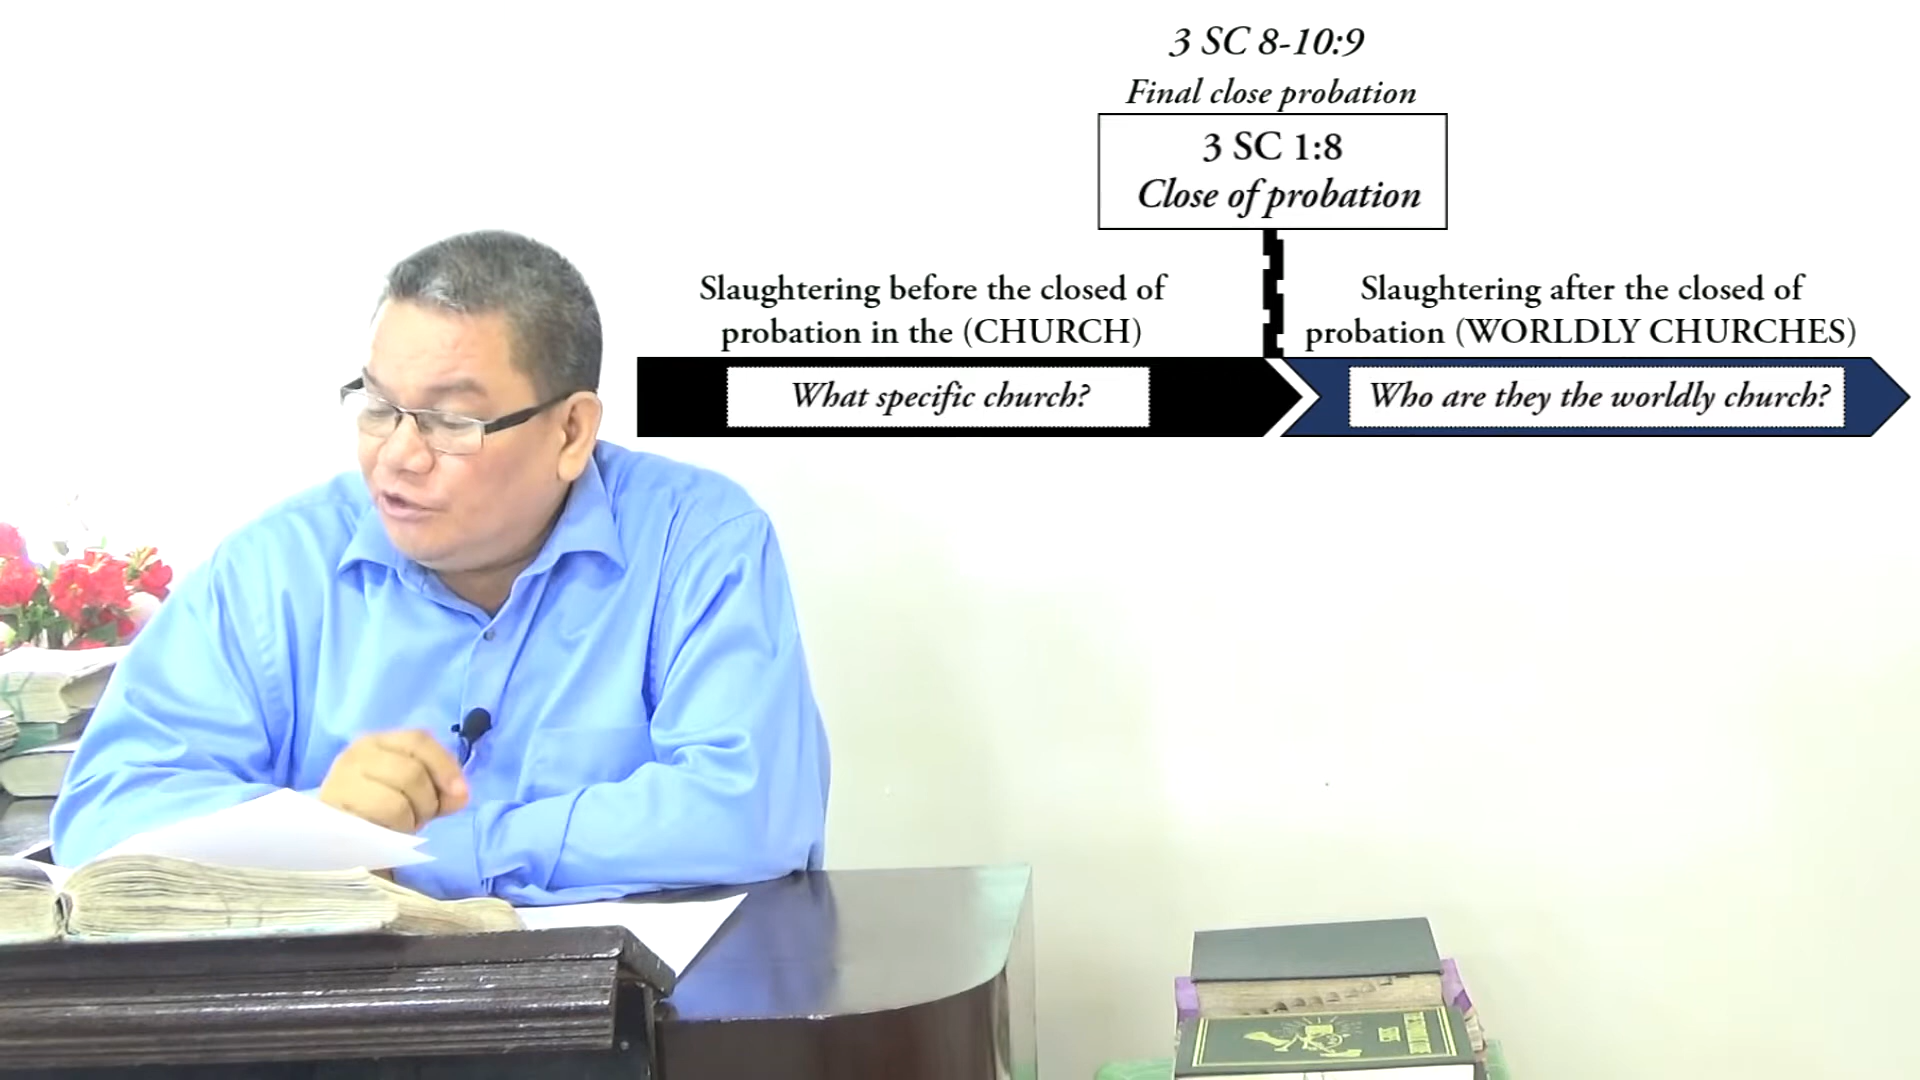 3 SC 8-10:9
Final close probation
3 SC 1:8
Close of probation
Slaughtering before the closed of
probation in the (CHURCH)
Slaughtering after the closed of
probation (WORLDLY CHURCHES)
What specific church?
Who are they the worldly church?